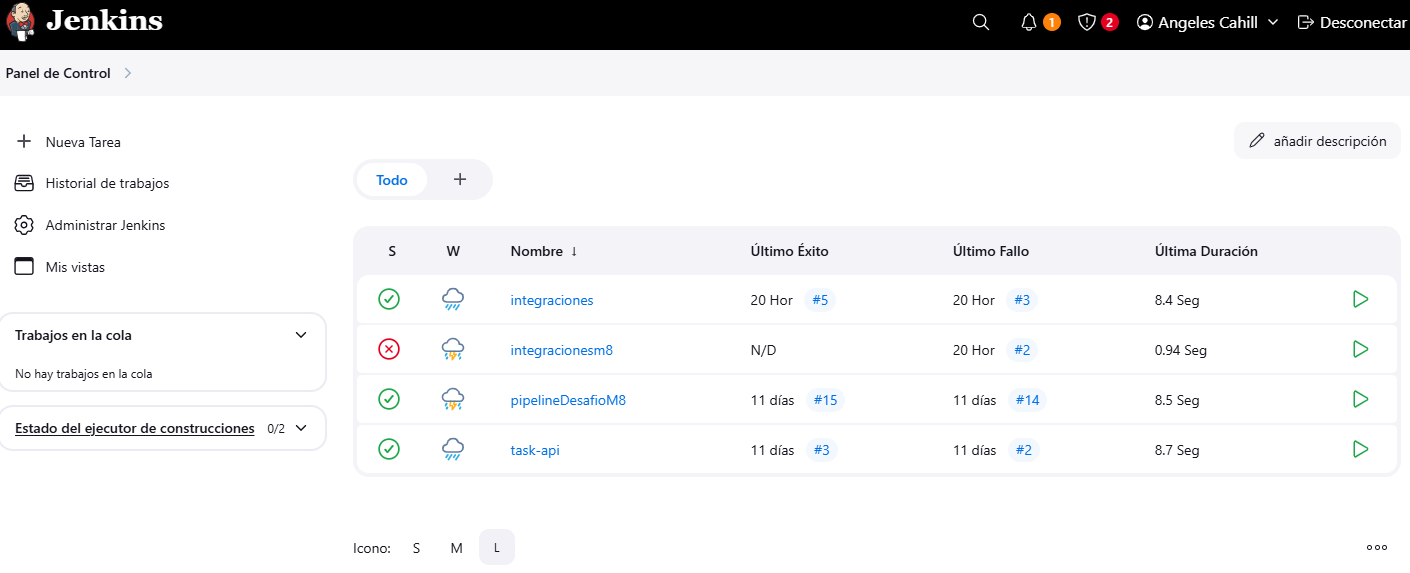 Jenkins
1
2
Angeles Cahill
Desconectar
Panel de Control
Nueva Tarea
Historial de trabajos
Administrar Jenkins
Mis vistas
Trabajos en la cola
No hay trabajos en la cola
Estado del ejecutor de construcciones 0/2
añadir descripción
Todo +
S W Nombre ↓ Último Éxito Último Fallo Última Duración
integraciones 20 Hor #5 20 Hor #3 8.4 Seg
integracionesm8 N/D 20 Hor #2 0.94 Seg
pipelineDesafioM8 11 días #15 11 días #14 8.5 Seg
task-api 11 días #3 11 días #2 8.7 Seg
Icono: S M L